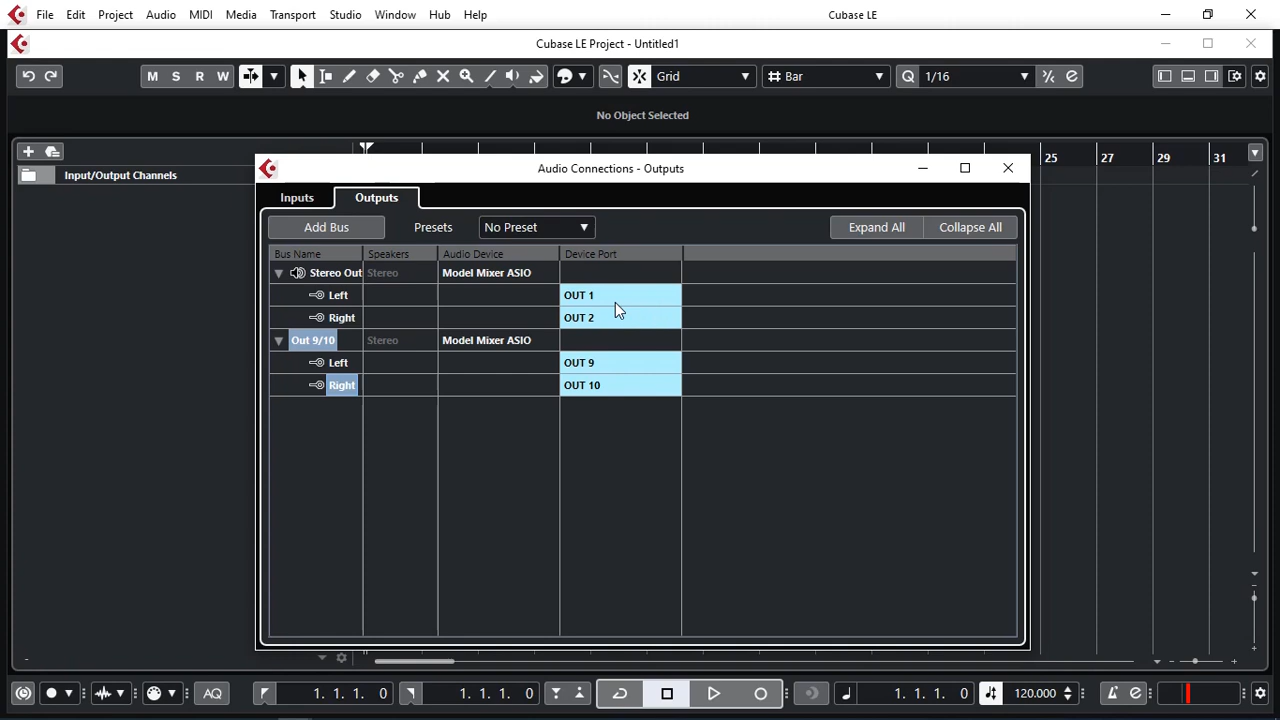 File Edit Project Audio MIDI Media Transport Studio Window Hub Help Cubase LE
Cubase LE Project - Untitled1
M S R W Grid Bar Q 1/16 e
No Object Selected
Input/Output Channels 25 27 29 31
Audio Connections - Outputs
Inputs Outputs
Add Bus Presets No Preset Expand All Collapse All
Bus Name Speakers Audio Device Device Port
Stereo Out Stereo Model Mixer ASIO
Left OUT 1
Right OUT 2
Out 9/10 Stereo Model Mixer ASIO
Left OUT 9
Right OUT 10
AQ 1. 1. 1. 0 1. 1. 1. 0 1. 1. 1. 0 120.000 e